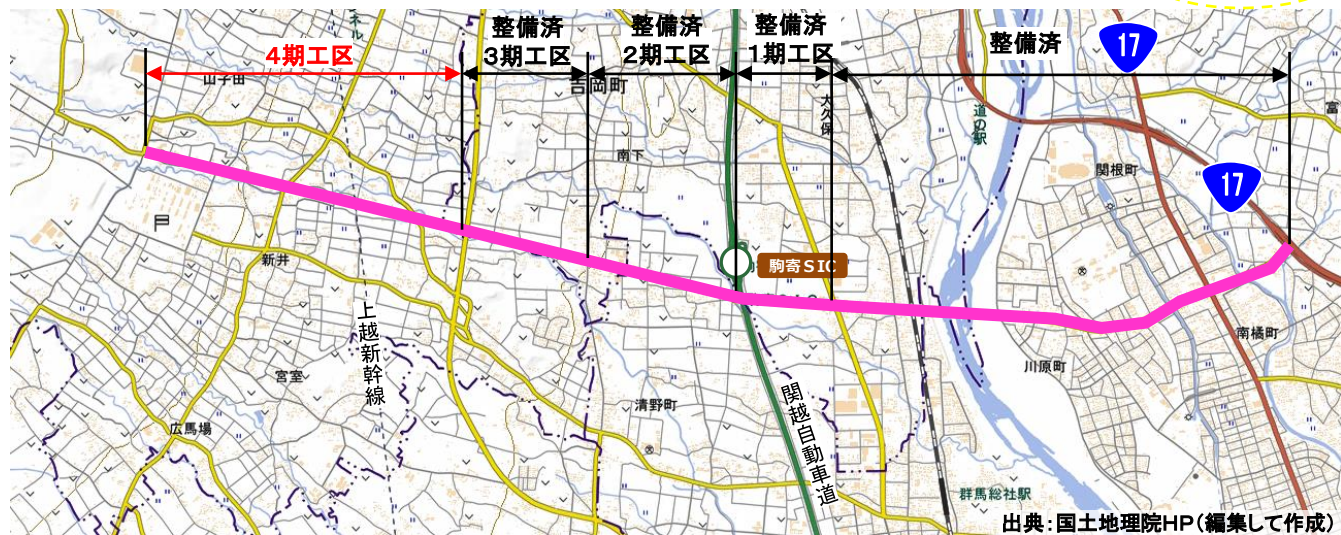 4期工区
整備済
3期工区
整備済
2期工区
整備済
1期工区
整備済
17
17
山子田
吉岡町
大久保
道の駅
南下
関根町
駒寄SIC
新井
上越新幹線
宮室
広馬場
清野町
関越自動車道
川原町
南橘町
群馬総社駅
出典：国土地理院HP（編集して作成）